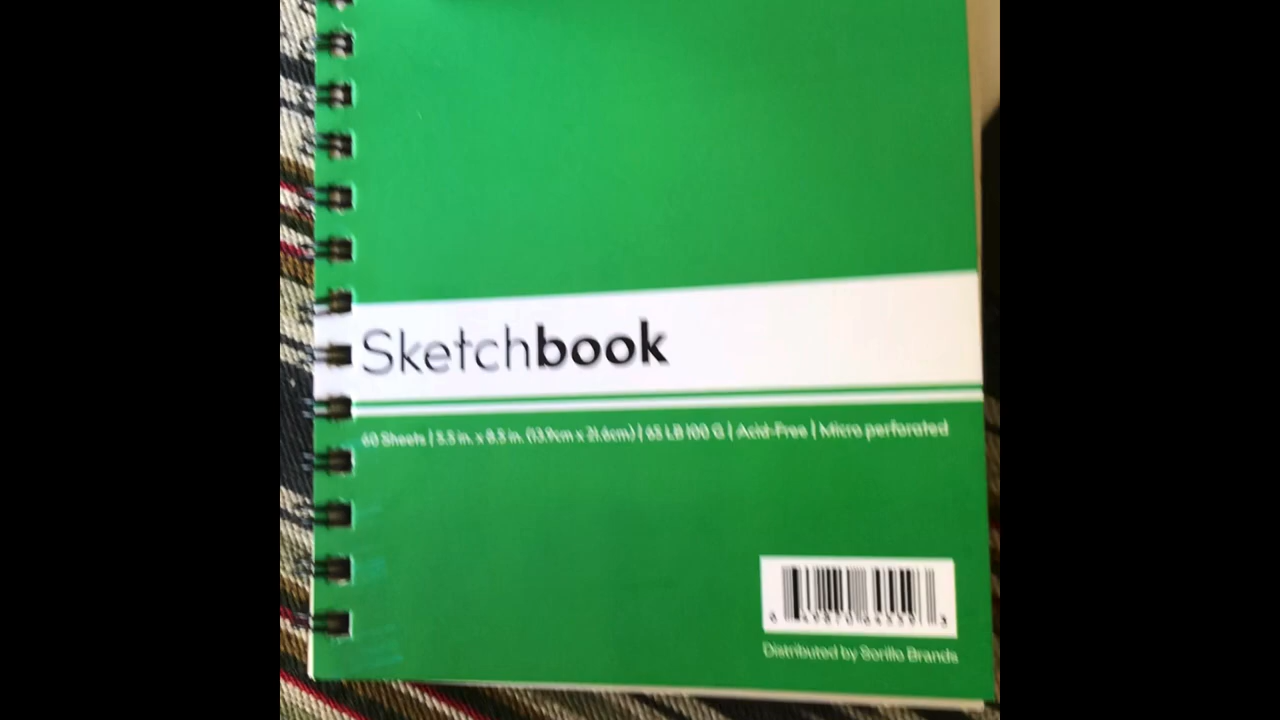 Sketchbook
60 Sheets | 5.5 in. x 8.5 in. (13.9cm x 21.6cm) | 65 LB 100 G | Acid-Free | Micro perforated
Distributed by Sorillo Brands